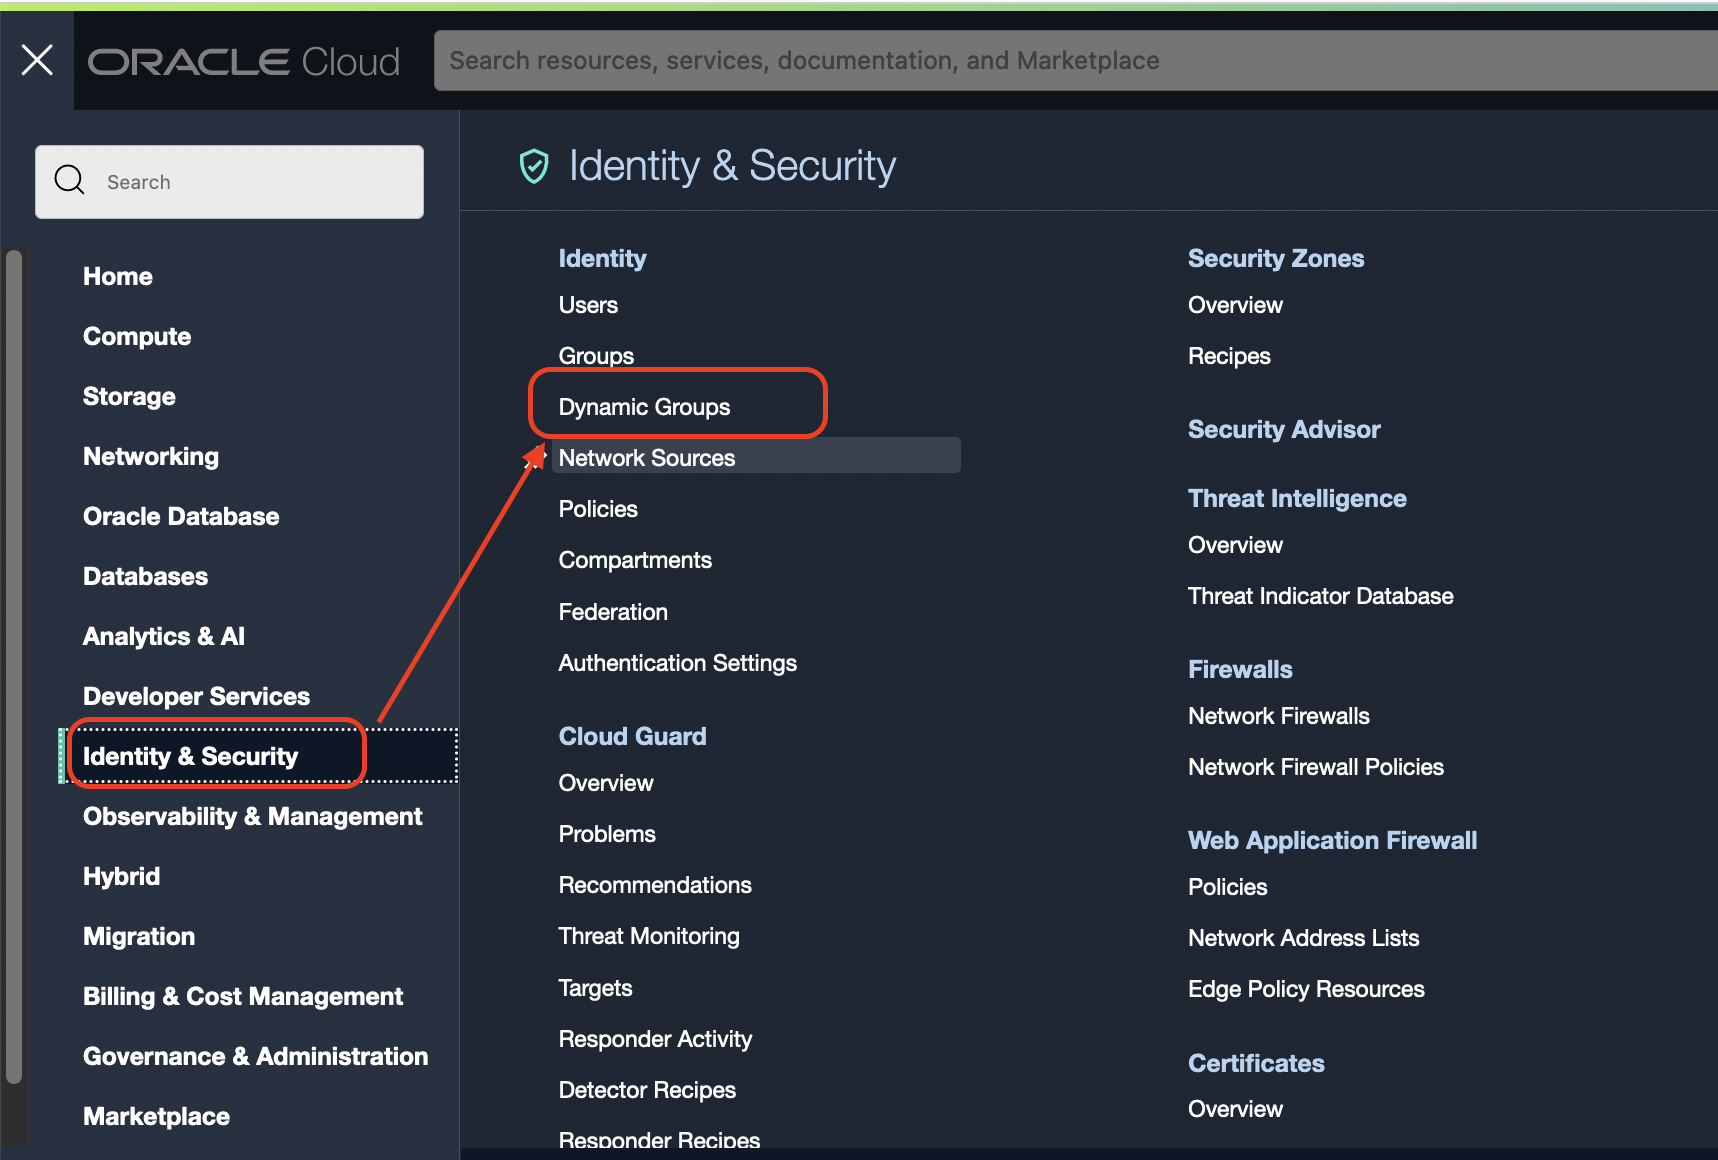 ORACLE Cloud
Search resources, services, documentation, and Marketplace
Search
Home
Compute
Storage
Networking
Oracle Database
Databases
Analytics & AI
Developer Services
Identity & Security
Observability & Management
Hybrid
Migration
Billing & Cost Management
Governance & Administration
Marketplace
Identity & Security
Identity
Users
Groups
Dynamic Groups
Network Sources
Policies
Compartments
Federation
Authentication Settings
Cloud Guard
Overview
Problems
Recommendations
Threat Monitoring
Targets
Responder Activity
Detector Recipes
Responder Recipes
Security Zones
Overview
Recipes
Security Advisor
Threat Intelligence
Overview
Threat Indicator Database
Firewalls
Network Firewalls
Network Firewall Policies
Web Application Firewall
Policies
Network Address Lists
Edge Policy Resources
Certificates
Overview